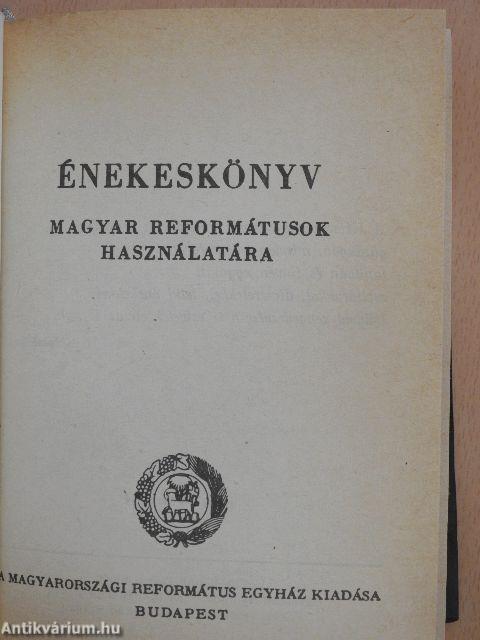 ÉNEKESKÖNYV
MAGYAR REFORMÁTUSOK
HASZNÁLATÁRA
A MAGYARORSZÁGI REFORMÁTUS EGYHÁZ KIADÁSA
BUDAPEST
Antikvárium.hu